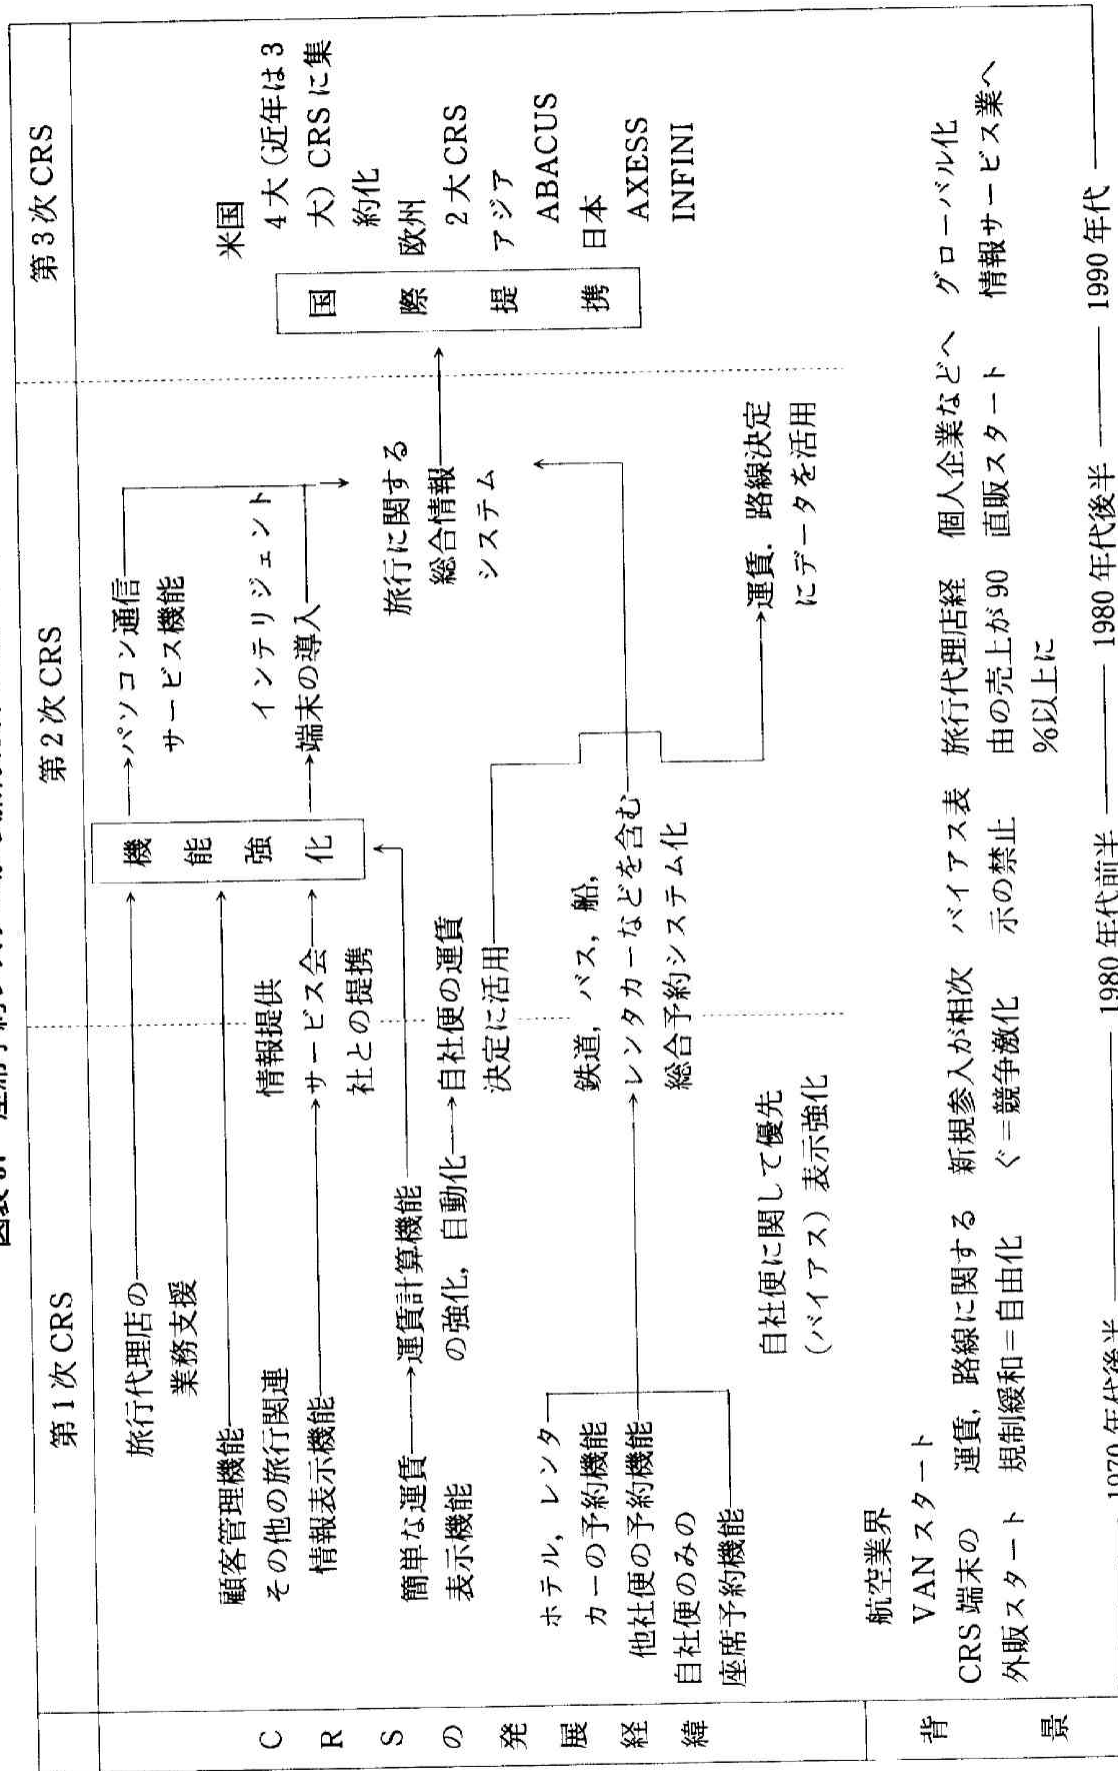 第1次CRS
第2次CRS
第3次CRS
CRSの発展経緯
旅行代理店の
業務支援
顧客管理機能
その他の旅行関連
情報表示機能
簡単な運賃
表示機能
ホテル，レンタ
カーの予約機能
他社便の予約機能
自社便のみの
座席予約機能
情報提供
サービス会
社との提携
運賃計算機能
の強化，自動化
自社便の運賃
決定に活用
鉄道，バス，船，
レンタカーなどを含む
総合予約システム化
自社便に関して優先
（バイアス）表示強化
機能強化
パソコン通信
サービス機能
インテリジェント
端末の導入
旅行に関する
総合情報
システム
運賃．路線決定
にデータを活用
国際提携
米国
4大（近年は3
大）CRSに集
約化
欧州
2大CRS
アジア
ABACUS
日本
AXESS
INFINI
背景
航空業界
VANスタート
CRS端末の
外販スタート
運賃，路線に関する
規制緩和＝自由化
新規参入が相次
ぐ＝競争激化
バイアス表
示の禁止
旅行代理店経
由の売上が90
%以上に
個人企業などへ
直販スタート
グローバル化
情報サービス業へ
1970年代後半
1980年代前半
1980年代後半
1990年代